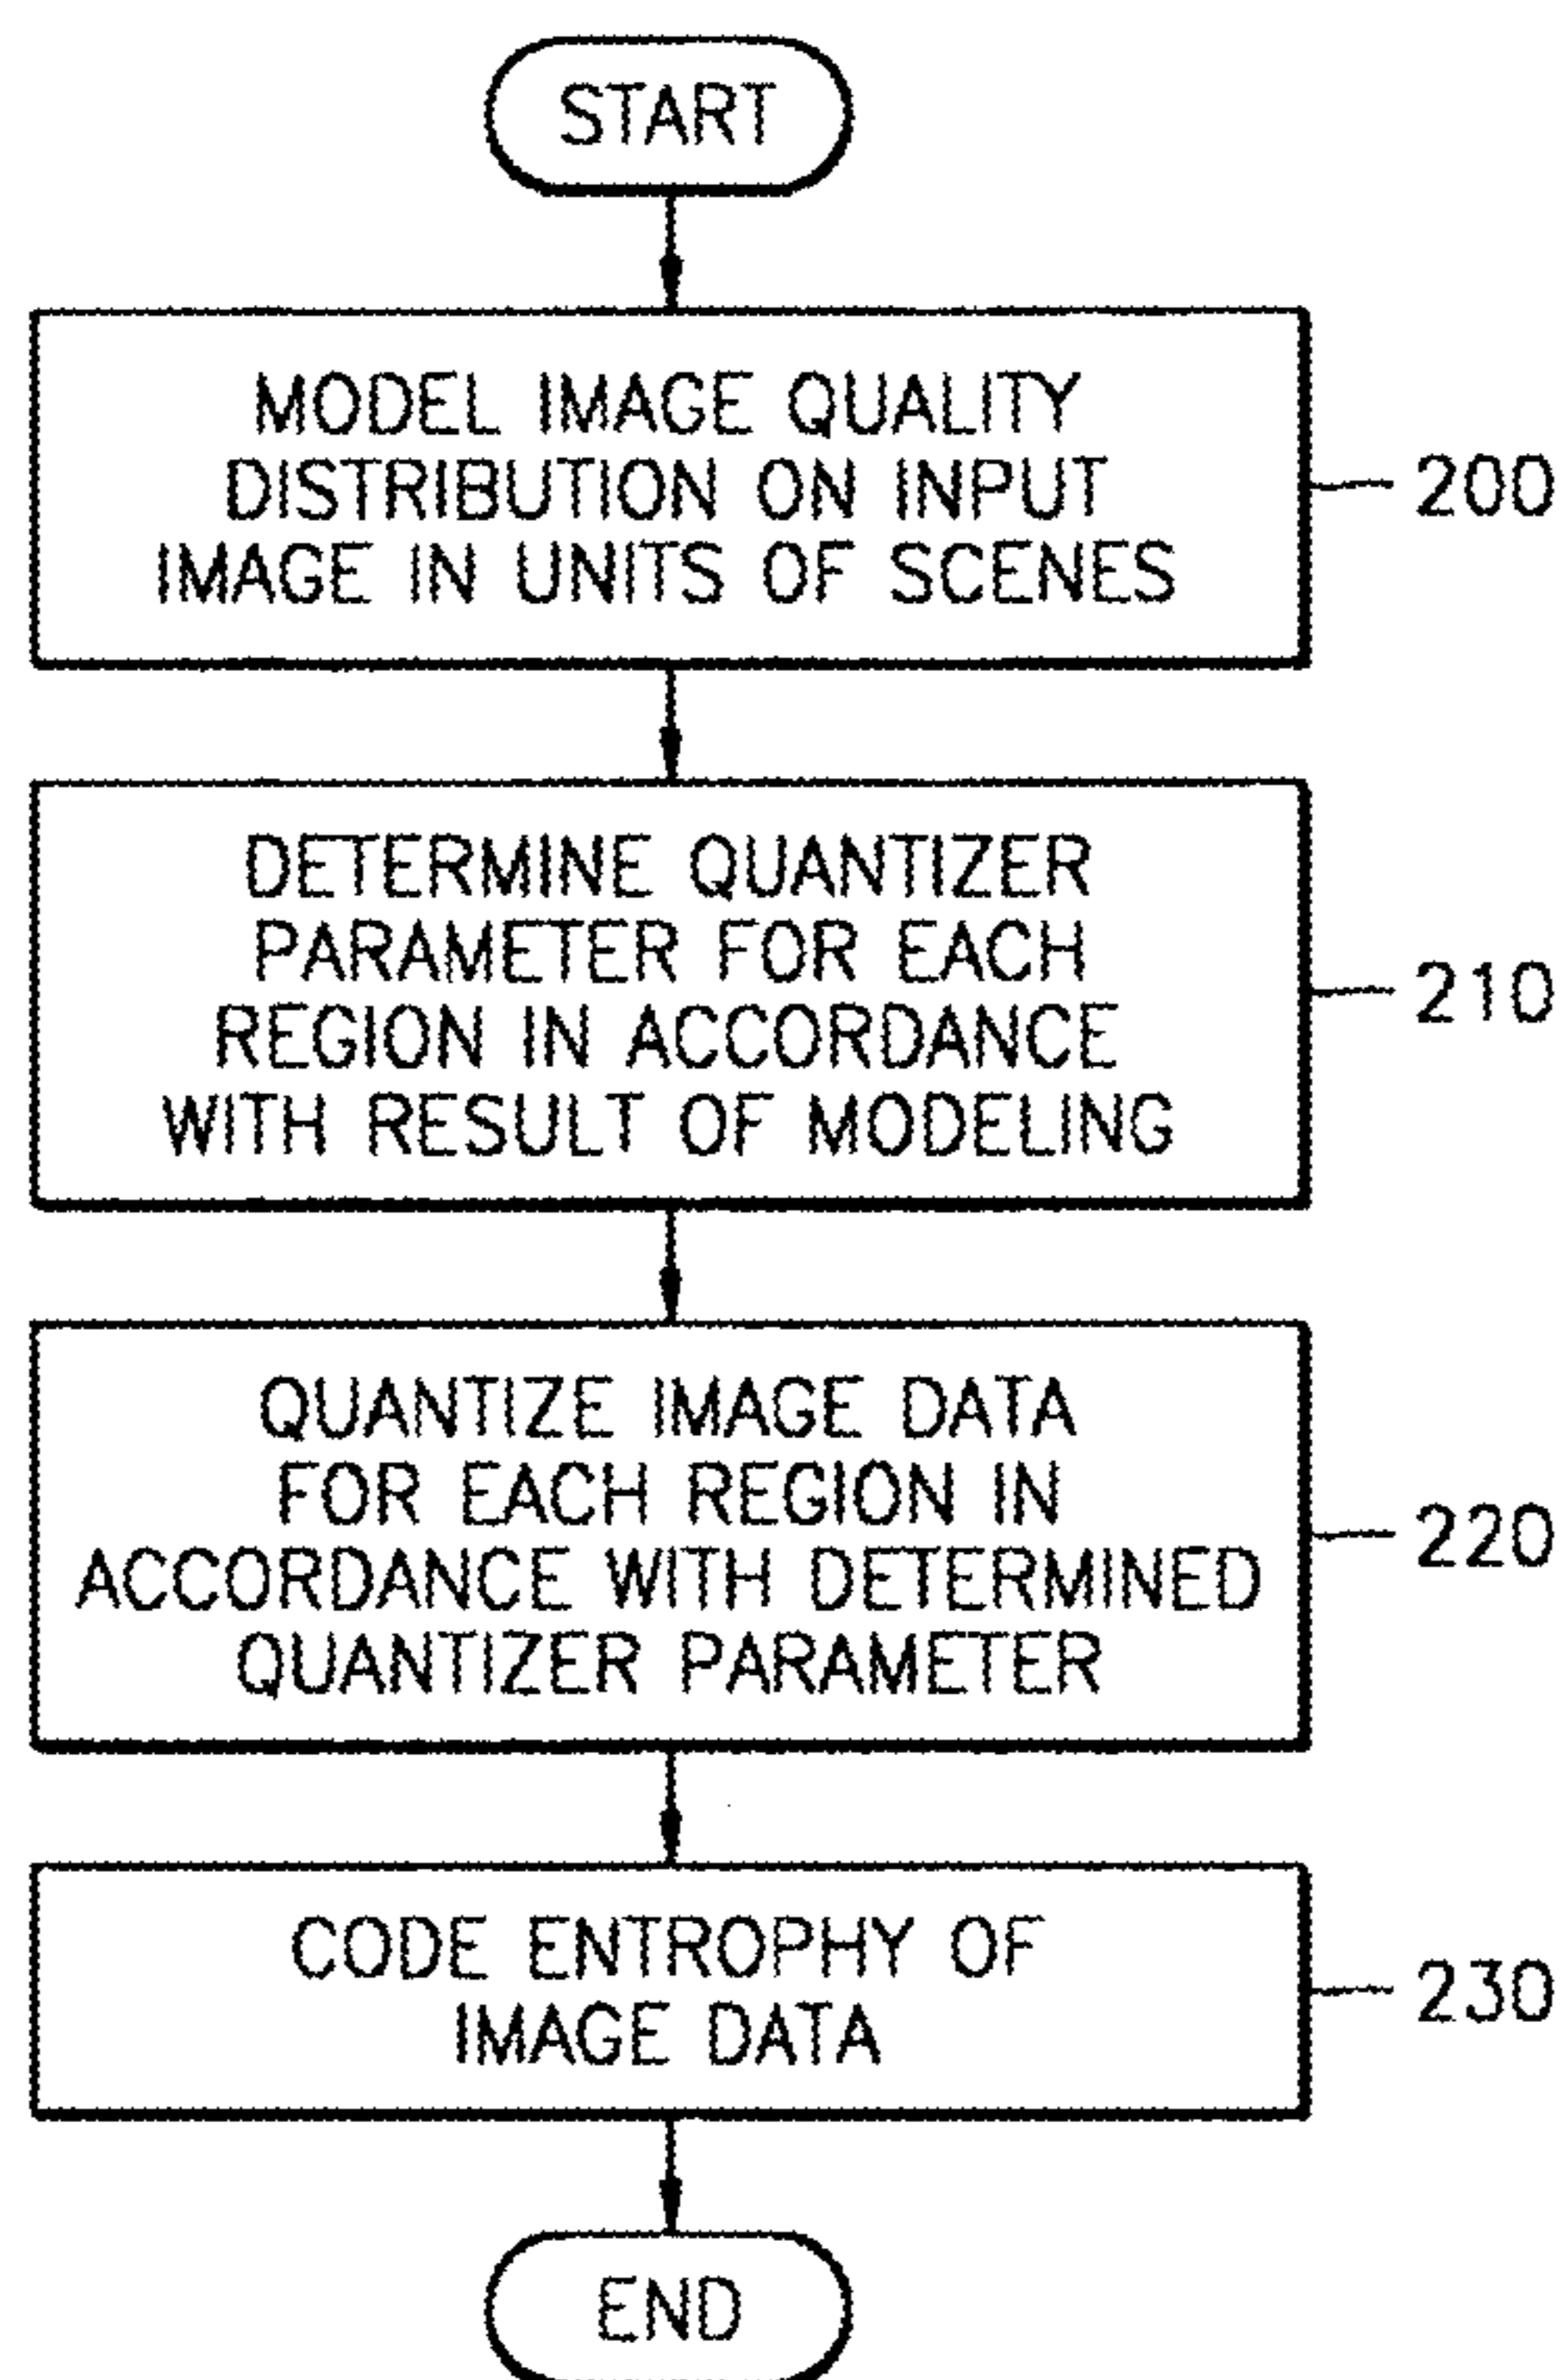 START
MODEL IMAGE QUALITY
DISTRIBUTION ON INPUT
IMAGE IN UNITS OF SCENES
200
DETERMINE QUANTIZER
PARAMETER FOR EACH
REGION IN ACCORDANCE
WITH RESULT OF MODELING
210
QUANTIZE IMAGE DATA
FOR EACH REGION IN
ACCORDANCE WITH DETERMINED
QUANTIZER PARAMETER
220
CODE ENTROPHY OF
IMAGE DATA
230
END